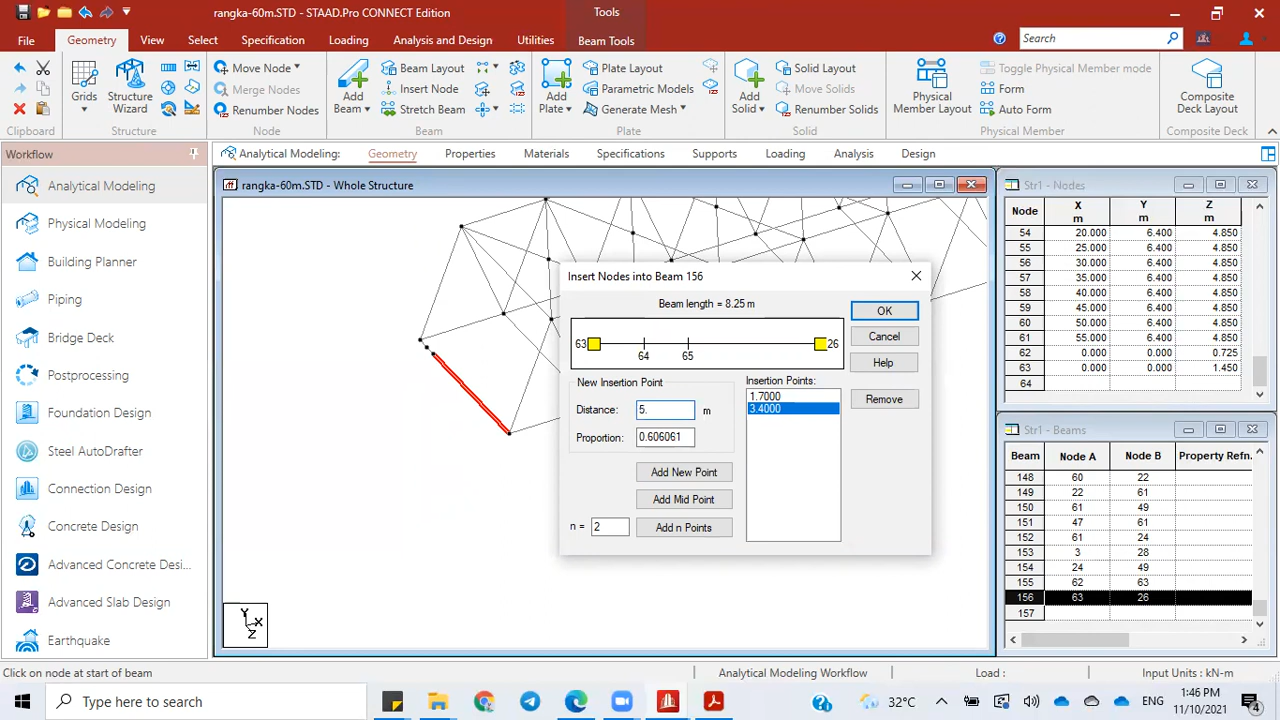 rangka-60m.STD - STAAD.Pro CONNECT Edition
Tools
File Geometry View Select Specification Loading Analysis and Design Utilities Beam Tools
Search
Grids
Structure Wizard
Structure
Clipboard
Move Node
Merge Nodes
Renumber Nodes
Node
Add Beam
Beam Layout
Insert Node
Stretch Beam
Beam
Add Plate
Plate Layout
Parametric Models
Generate Mesh
Plate
Add Solid
Solid Layout
Move Solids
Renumber Solids
Solid
Physical Member Layout
Toggle Physical Member mode
Form
Auto Form
Physical Member
Composite Deck Layout
Composite Deck
Workflow
Analytical Modeling
Physical Modeling
Building Planner
Piping
Bridge Deck
Postprocessing
Foundation Design
Steel AutoDrafter
Connection Design
Concrete Design
Advanced Concrete Desi...
Advanced Slab Design
Earthquake
Analytical Modeling: Geometry Properties Materials Specifications Supports Loading Analysis Design
rangka-60m.STD - Whole Structure
Y
X
Z
Insert Nodes into Beam 156
Beam length = 8.25 m
63 64 65 26
New Insertion Point
Distance: 5. m
Proportion: 0.606061
Add New Point
Add Mid Point
n = 2 Add n Points
Insertion Points:
1.7000
3.4000
OK
Cancel
Help
Remove
Str1 - Nodes
Node X m Y m Z m
54 20.000 6.400 4.850
55 25.000 6.400 4.850
56 30.000 6.400 4.850
57 35.000 6.400 4.850
58 40.000 6.400 4.850
59 45.000 6.400 4.850
60 50.000 6.400 4.850
61 55.000 6.400 4.850
62 0.000 0.000 0.725
63 0.000 0.000 1.450
64
Str1 - Beams
Beam Node A Node B Property Refn.
148 60 22
149 22 61
150 61 49
151 47 61
152 61 24
153 3 28
154 24 49
155 62 63
156 63 26
157
Click on node at start of beam
Analytical Modeling Workflow
Load :
Input Units : kN-m
Type here to search
32°C
ENG
1:46 PM
11/10/2021
4